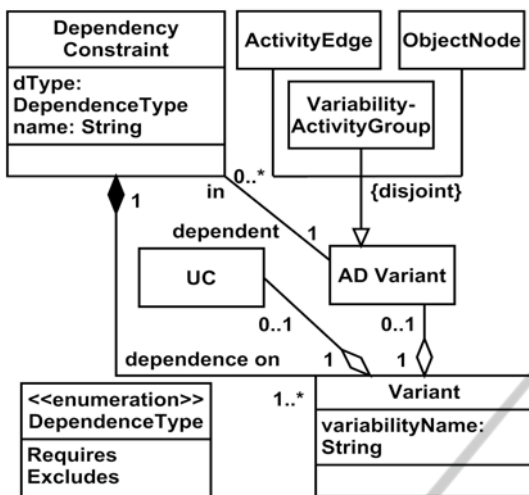 Dependency
Constraint
dType:
DependenceType
name: String
ActivityEdge
ObjectNode
Variability-
ActivityGroup
{disjoint}
1
in
0..*
dependent
1
UC
AD Variant
0..1
0..1
dependence on
1
1
1..*
<<enumeration>>
DependenceType
Requires
Excludes
Variant
variabilityName:
String